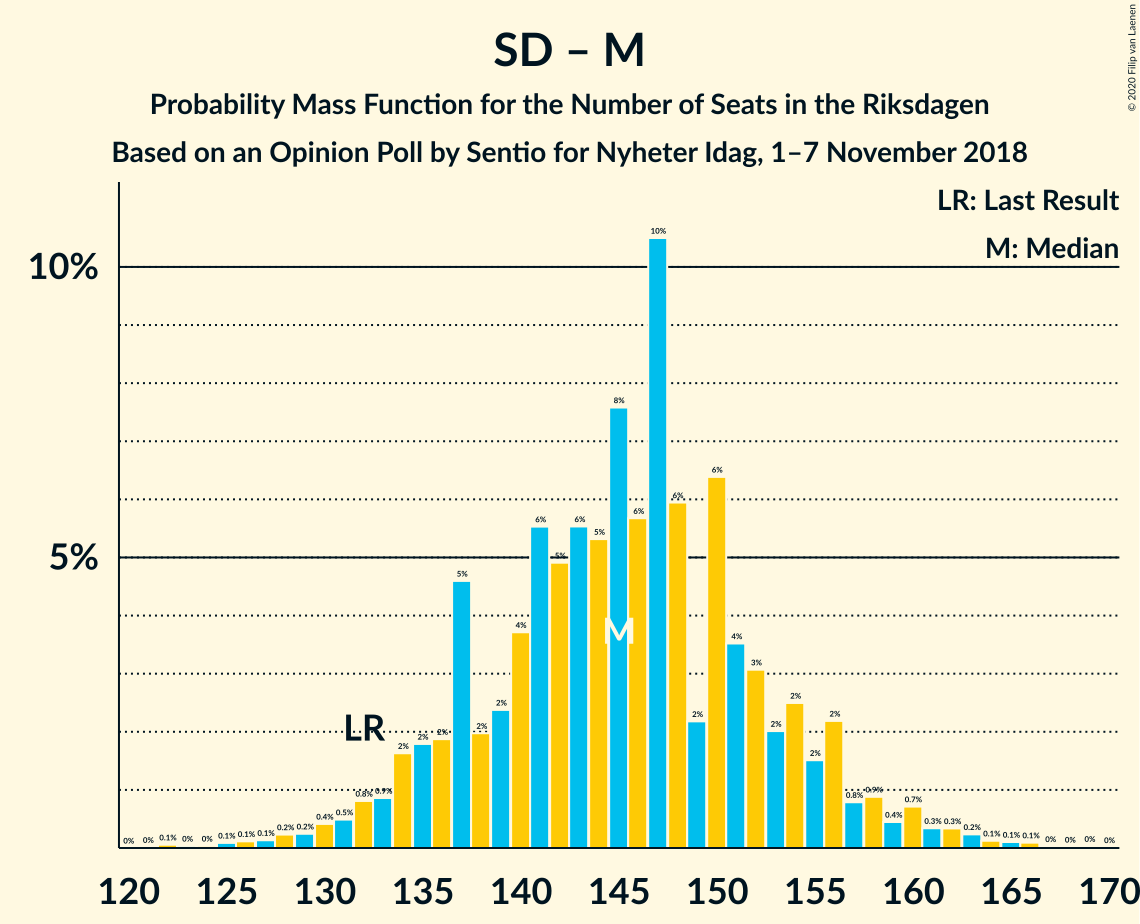 SD – M
Probability Mass Function for the Number of Seats in the Riksdagen
Based on an Opinion Poll by Sentio for Nyheter Idag, 1–7 November 2018
© 2020 Filip van Laenen
LR: Last Result
M: Median
10%
5%
LR
M
0% 0% 0.1% 0% 0% 0.1% 0.1% 0.1% 0.2% 0.2% 0.4% 0.5% 0.8% 0.9% 2% 2% 2% 5% 2% 2% 4% 6% 5% 6% 5% 8% 6% 10% 6% 2% 6% 4% 3% 2% 2% 2% 2% 0.8% 0.9% 0.4% 0.7% 0.3% 0.3% 0.2% 0.1% 0.1% 0.1% 0% 0% 0% 0%
120 125 130 135 140 145 150 155 160 165 170